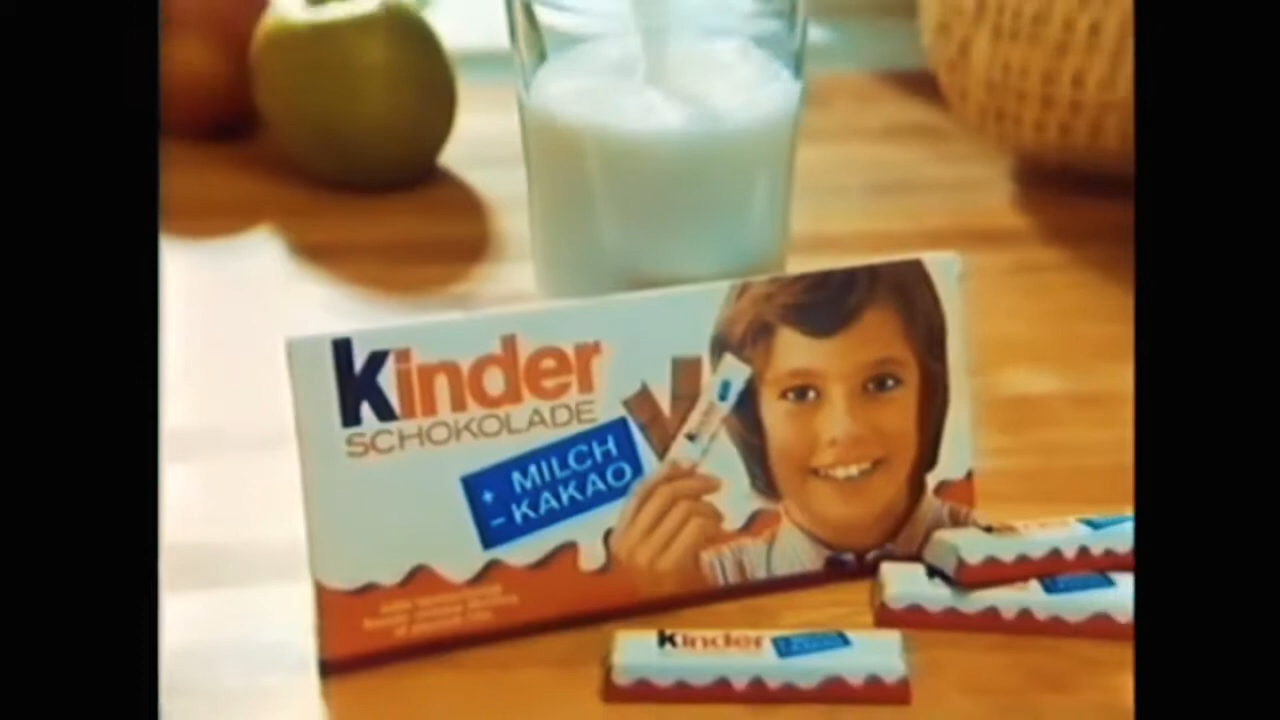 kinder
SCHOKOLADE
+ MILCH
- KAKAO
kinder